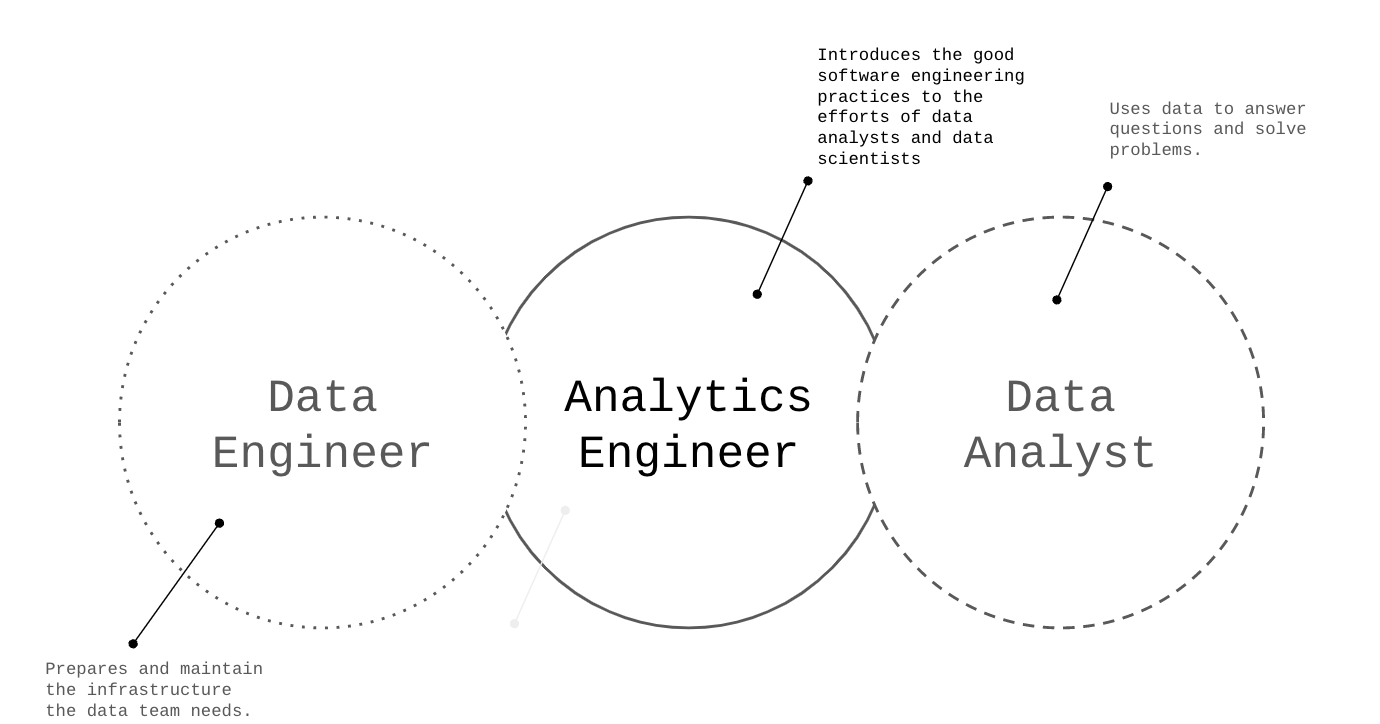 Introduces the good
software engineering
practices to the
efforts of data
analysts and data
scientists
Uses data to answer
questions and solve
problems.
Data
Engineer
Analytics
Engineer
Data
Analyst
Prepares and maintain
the infrastructure
the data team needs.